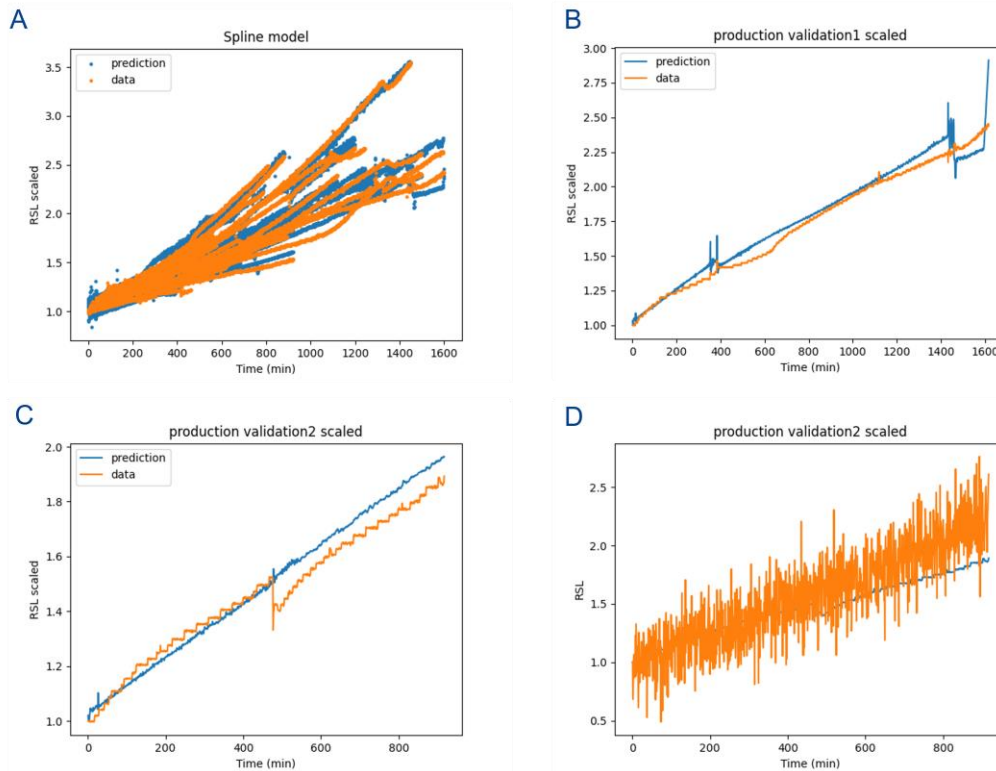 A
Spline model
prediction
data
RSL scaled
3.5
3.0
2.5
2.0
1.5
1.0
0 200 400 600 800 1000 1200 1400 1600
Time (min)
B
production validation1 scaled
prediction
data
RSL scaled
3.00
2.75
2.50
2.25
2.00
1.75
1.50
1.25
1.00
0 200 400 600 800 1000 1200 1400 1600
Time (min)
C
production validation2 scaled
prediction
data
RSL scaled
2.0
1.8
1.6
1.4
1.2
1.0
0 200 400 600 800
Time (min)
D
production validation2 scaled
RSL
2.5
2.0
1.5
1.0
0.5
0 200 400 600 800
Time (min)